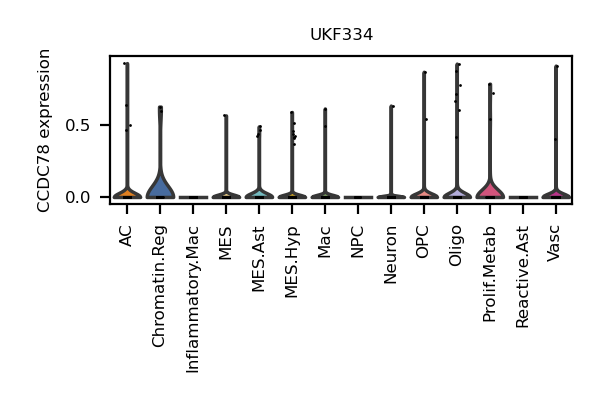 UKF334
CCDC78 expression
0.5
0.0
AC
Chromatin.Reg
Inflammatory.Mac
MES
MES.Ast
MES.Hyp
Mac
NPC
Neuron
OPC
Oligo
Prolif.Metab
Reactive.Ast
Vasc